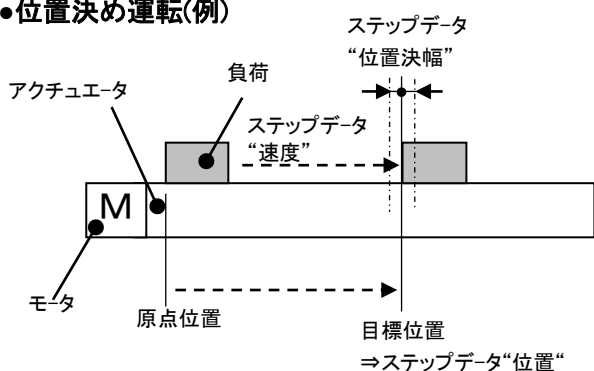 ●位置決め運転(例)
ステップデータ
“位置決幅”
負荷
アクチュエータ
ステップデータ
“速度”
M
モータ
原点位置
目標位置
⇒ステップデータ“位置“